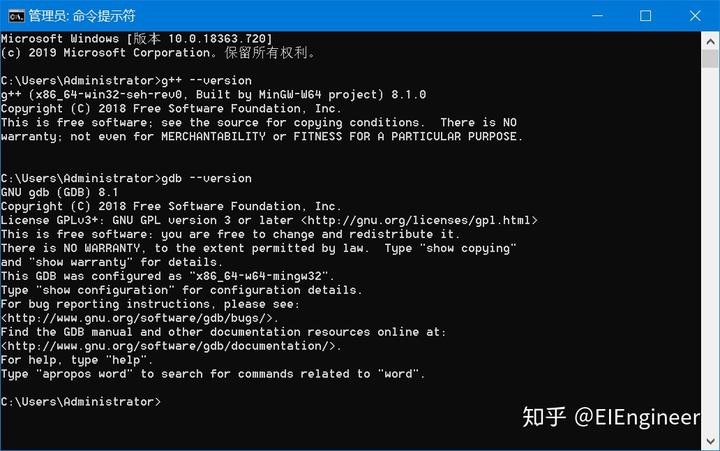 管理员: 命令提示符
Microsoft Windows [版本 10.0.18363.720]
(c) 2019 Microsoft Corporation。保留所有权利。
C:\Users\Administrator>g++ --version
g++ (x86_64-win32-seh-rev0, Built by MinGW-W64 project) 8.1.0
Copyright (C) 2018 Free Software Foundation, Inc.
This is free software; see the source for copying conditions.  There is NO
warranty; not even for MERCHANTABILITY or FITNESS FOR A PARTICULAR PURPOSE.
C:\Users\Administrator>gdb --version
GNU gdb (GDB) 8.1
Copyright (C) 2018 Free Software Foundation, Inc.
License GPLv3+: GNU GPL version 3 or later <http://gnu.org/licenses/gpl.html>
This is free software: you are free to change and redistribute it.
There is NO WARRANTY, to the extent permitted by law.  Type "show copying"
and "show warranty" for details.
This GDB was configured as "x86_64-w64-mingw32".
Type "show configuration" for configuration details.
For bug reporting instructions, please see:
<http://www.gnu.org/software/gdb/bugs/>.
Find the GDB manual and other documentation resources online at:
<http://www.gnu.org/software/gdb/documentation/>.
For help, type "help".
Type "apropos word" to search for commands related to "word".
C:\Users\Administrator>
知乎 @EIEngineer